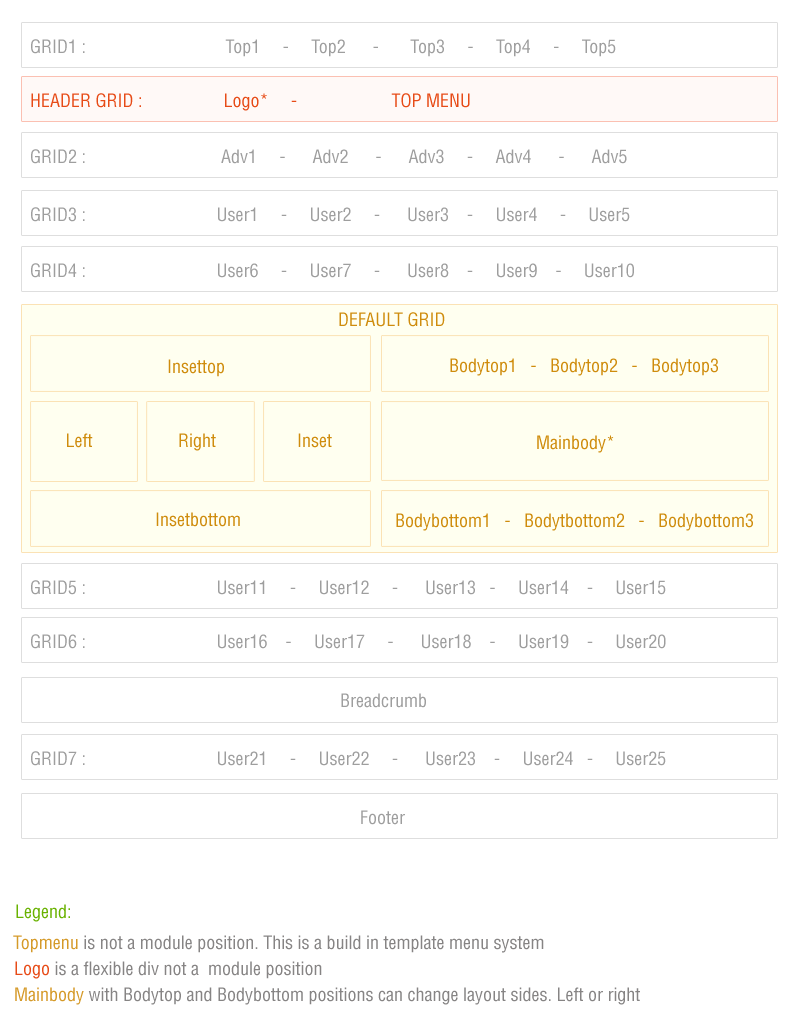 GRID1 : Top1 - Top2 - Top3 - Top4 - Top5
HEADER GRID : Logo* - TOP MENU
GRID2 : Adv1 - Adv2 - Adv3 - Adv4 - Adv5
GRID3 : User1 - User2 - User3 - User4 - User5
GRID4 : User6 - User7 - User8 - User9 - User10
DEFAULT GRID
Insettop
Bodytop1 - Bodytop2 - Bodytop3
Left
Right
Inset
Mainbody*
Insetbottom
Bodybottom1 - Bodytbottom2 - Bodybottom3
GRID5 : User11 - User12 - User13 - User14 - User15
GRID6 : User16 - User17 - User18 - User19 - User20
Breadcrumb
GRID7 : User21 - User22 - User23 - User24 - User25
Footer
Legend:
Topmenu is not a module position. This is a build in template menu system
Logo is a flexible div not a module position
Mainbody with Bodytop and Bodybottom positions can change layout sides. Left or right